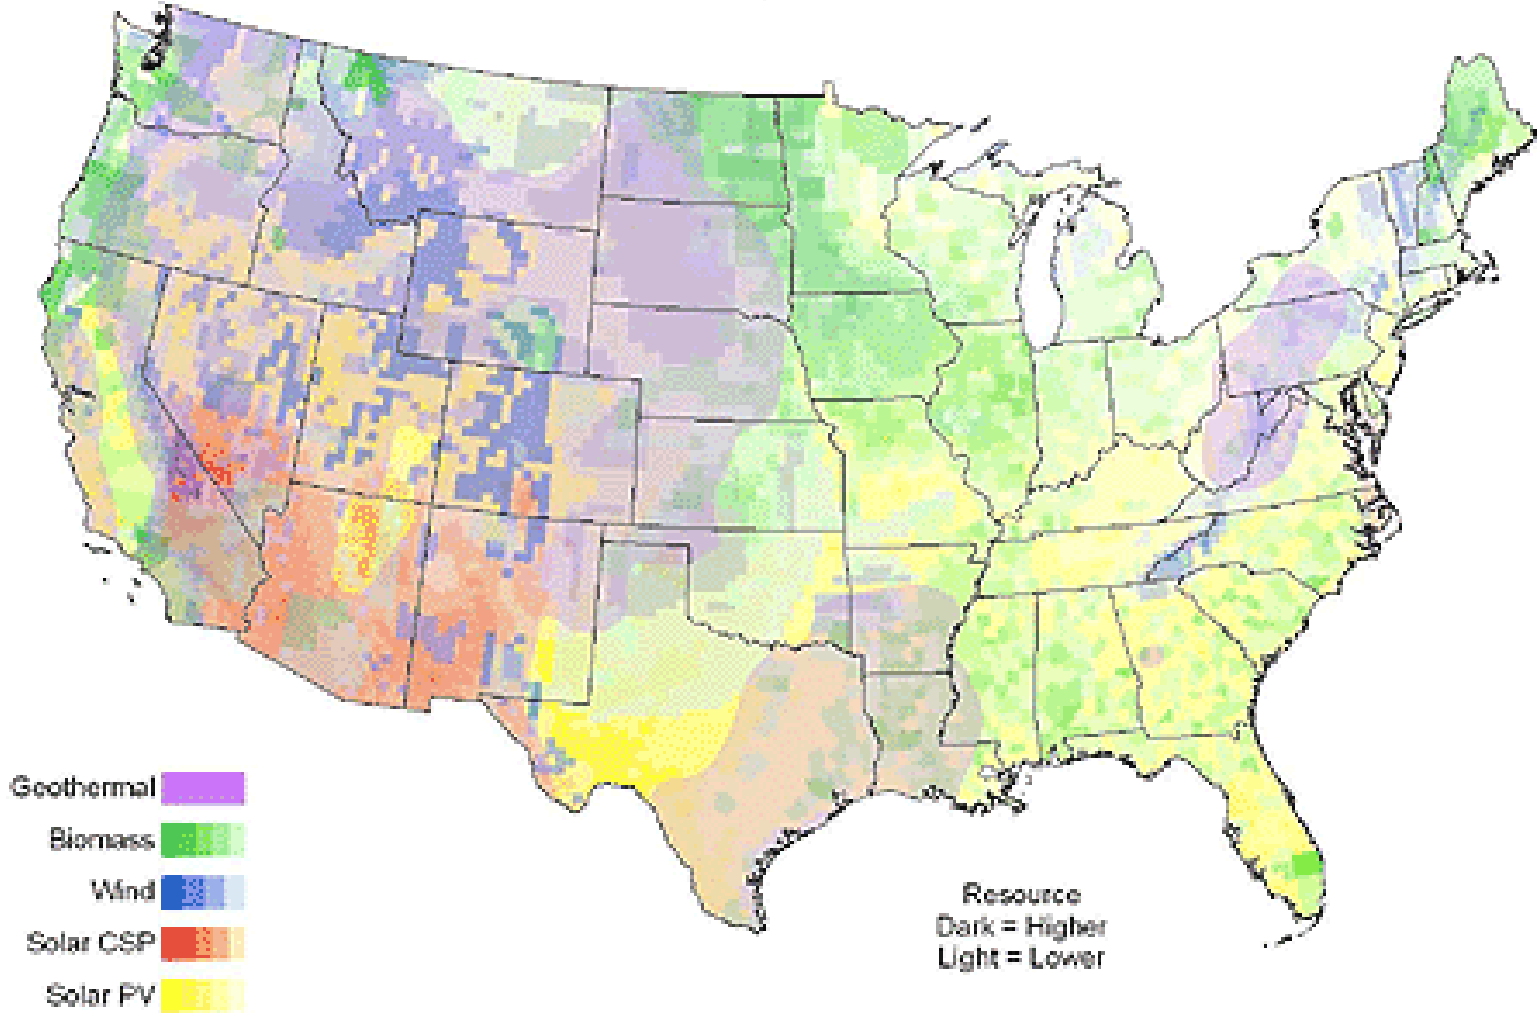 Geothermal
Biomass
Wind
Solar CSP
Solar PV
Resource
Dark = Higher
Light = Lower